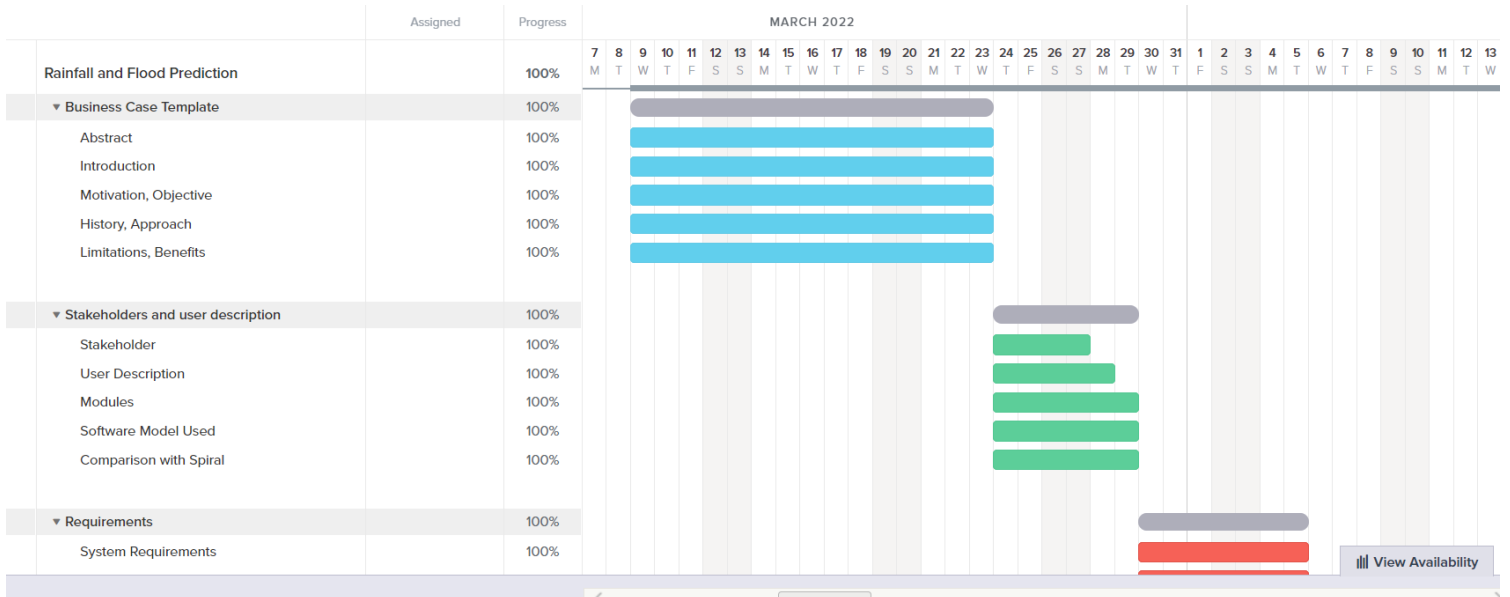 Assigned Progress MARCH 2022
7 8 9 10 11 12 13 14 15 16 17 18 19 20 21 22 23 24 25 26 27 28 29 30 31 1 2 3 4 5 6 7 8 9 10 11 12 13
Rainfall and Flood Prediction 100% M T W T F S S M T W T F S S M T W T F S S M T W T F S S M T W T F S S M T W
▼ Business Case Template 100%
Abstract 100%
Introduction 100%
Motivation, Objective 100%
History, Approach 100%
Limitations, Benefits 100%
▼ Stakeholders and user description 100%
Stakeholder 100%
User Description 100%
Modules 100%
Software Model Used 100%
Comparison with Spiral 100%
▼ Requirements 100%
System Requirements 100%
View Availability